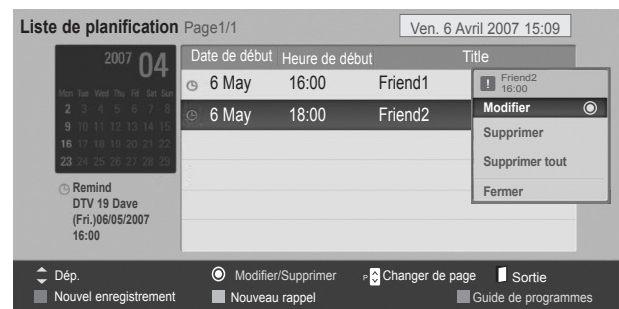 Liste de planification Page1/1
Ven. 6 Avril 2007 15:09
2007 04
Mon Tue Wed Thu Fri Sat Sun
2 3 4 5 6 7 8
9 10 11 12 13 14 15
16 17 18 19 20 21 22
23 24 25 26 27 28 29
Remind
DTV 19 Dave
(Fri.)06/05/2007
16:00
Date de début Heure de début Title
6 May 16:00 Friend1
6 May 18:00 Friend2
Friend2
16:00
Modifier
Supprimer
Supprimer tout
Fermer
Dép. Modifier/Supprimer P Changer de page Sortie
Nouvel enregistrement Nouveau rappel Guide de programmes